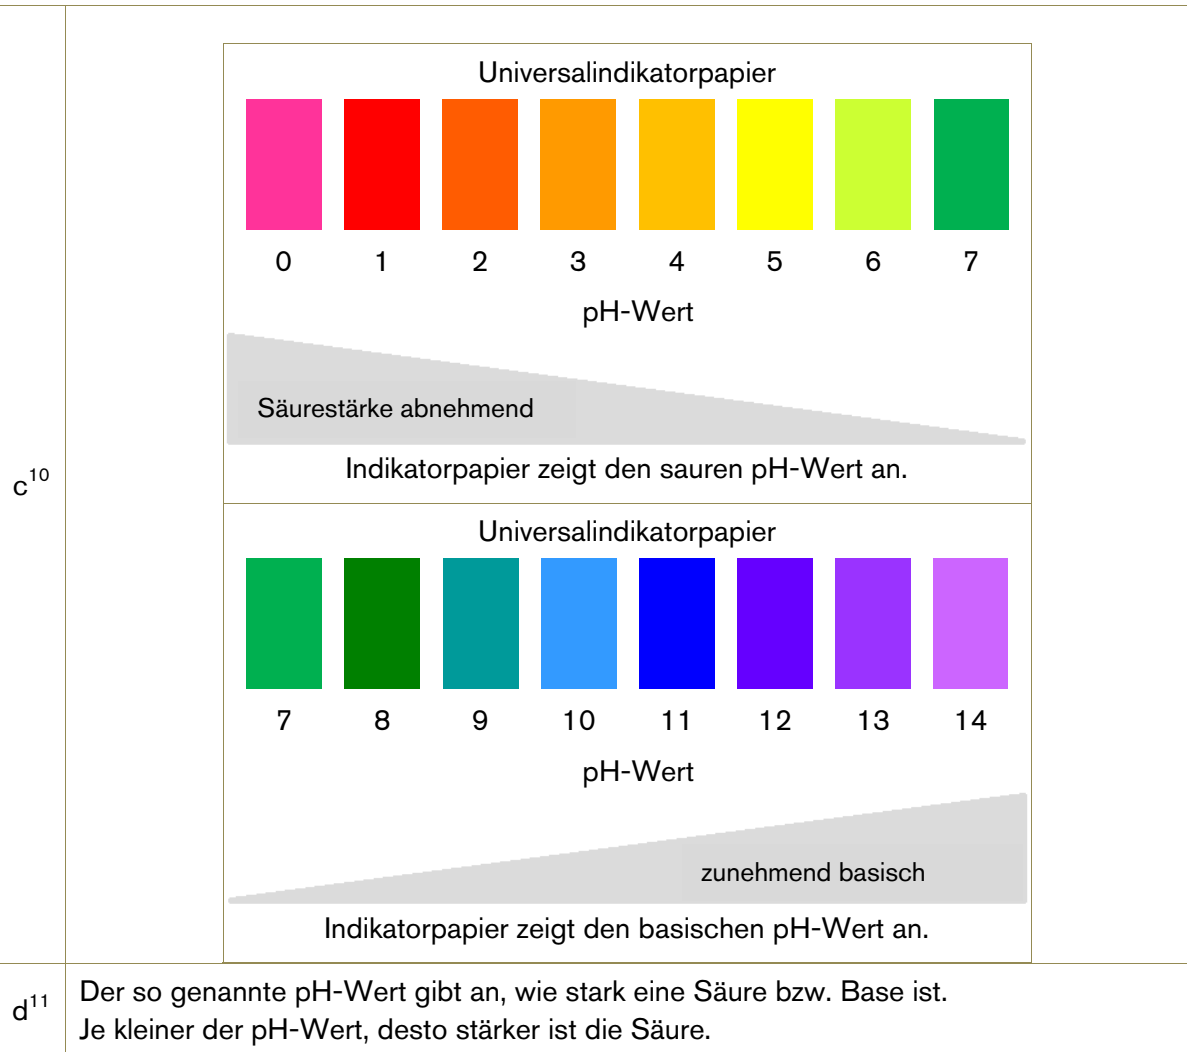 Universalindikatorpapier
0 1 2 3 4 5 6 7
pH-Wert
Säurestärke abnehmend
Indikatorpapier zeigt den sauren pH-Wert an.
c¹⁰
Universalindikatorpapier
7 8 9 10 11 12 13 14
pH-Wert
zunehmend basisch
Indikatorpapier zeigt den basischen pH-Wert an.
d¹¹ Der so genannte pH-Wert gibt an, wie stark eine Säure bzw. Base ist.
Je kleiner der pH-Wert, desto stärker ist die Säure.